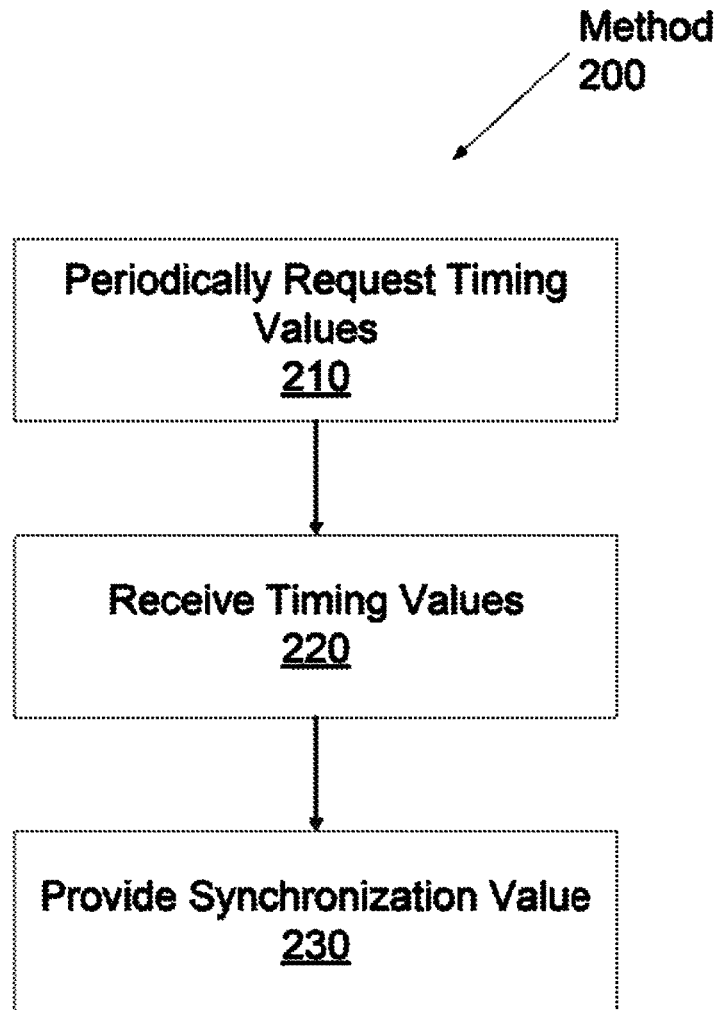 Method
200
Periodically Request Timing
Values
210
Receive Timing Values
220
Provide Synchronization Value
230